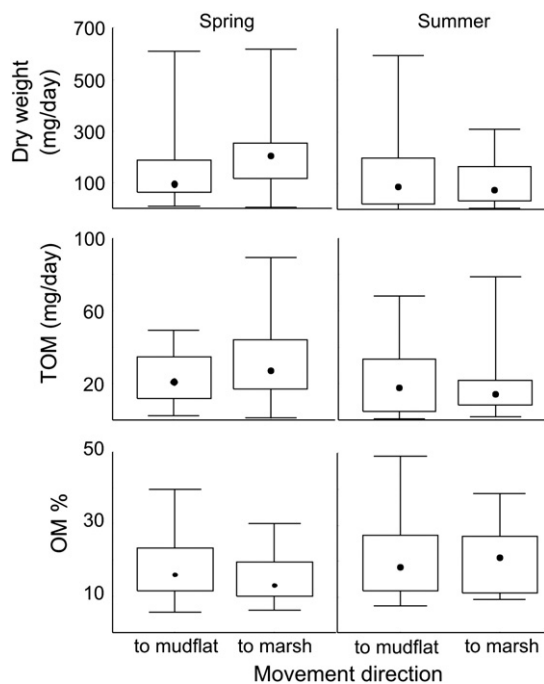 Spring Summer
Dry weight
(mg/day)
700
500
300
100
TOM (mg/day)
100
60
20
OM %
50
30
10
to mudflat to marsh to mudflat to marsh
Movement direction